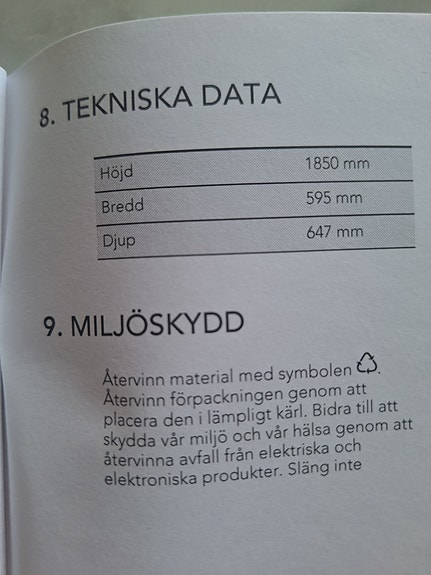 8. TEKNISKA DATA
Höjd 1850 mm
Bredd 595 mm
Djup 647 mm
9. MILJÖSKYDD
Återvinn material med symbolen ♺.
Återvinn förpackningen genom att
placera den i lämpligt kärl. Bidra till att
skydda vår miljö och vår hälsa genom att
återvinna avfall från elektriska och
elektroniska produkter. Släng inte